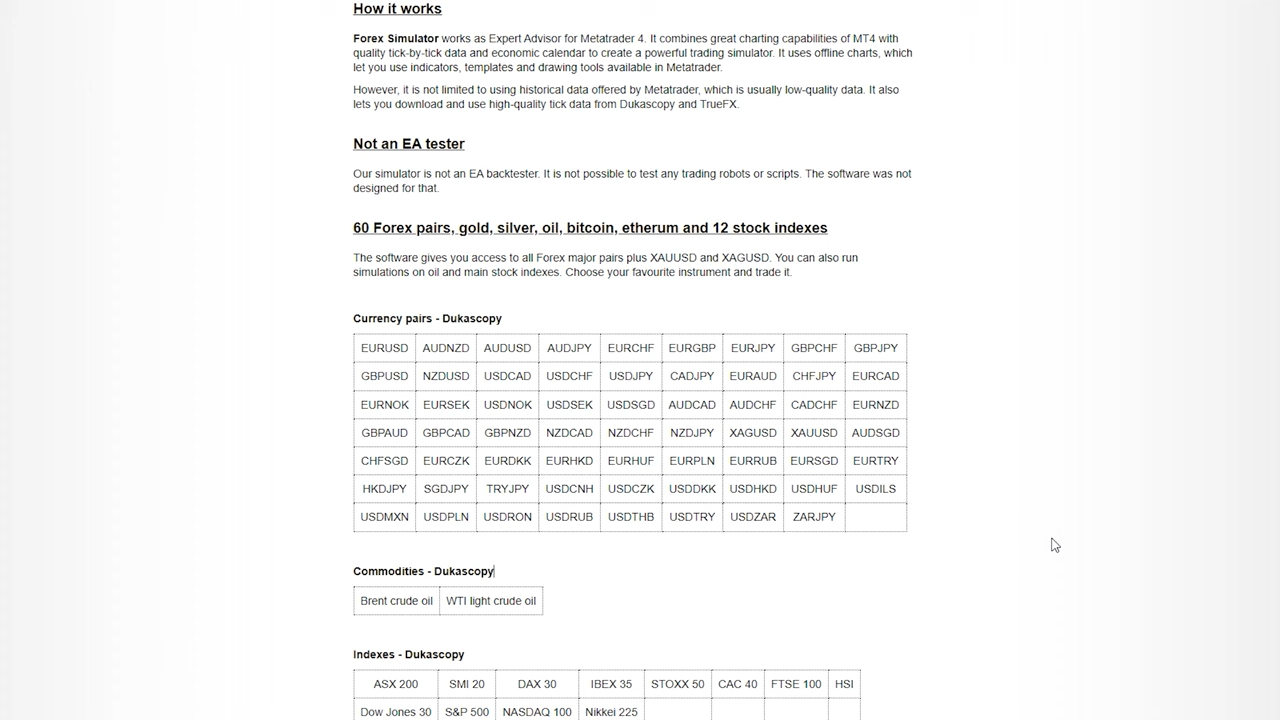 How it works
Forex Simulator works as Expert Advisor for Metatrader 4. It combines great charting capabilities of MT4 with
quality tick-by-tick data and economic calendar to create a powerful trading simulator. It uses offline charts, which
let you use indicators, templates and drawing tools available in Metatrader.
However, it is not limited to using historical data offered by Metatrader, which is usually low-quality data. It also
lets you download and use high-quality tick data from Dukascopy and TrueFX.
Not an EA tester
Our simulator is not an EA backtester. It is not possible to test any trading robots or scripts. The software was not
designed for that.
60 Forex pairs, gold, silver, oil, bitcoin, etherum and 12 stock indexes
The software gives you access to all Forex major pairs plus XAUUSD and XAGUSD. You can also run
simulations on oil and main stock indexes. Choose your favourite instrument and trade it.
Currency pairs - Dukascopy
EURUSD AUDNZD AUDUSD AUDJPY EURCHF EURGBP EURJPY GBPCHF GBPJPY
GBPUSD NZDUSD USDCAD USDCHF USDJPY CADJPY EURAUD CHFJPY EURCAD
EURNOK EURSEK USDNOK USDSEK USDSGD AUDCAD AUDCHF CADCHF EURNZD
GBPAUD GBPCAD GBPNZD NZDCAD NZDCHF NZDJPY XAGUSD XAUUSD AUDSGD
CHFSGD EURCZK EURDKK EURHKD EURHUF EURPLN EURRUB EURSGD EURTRY
HKDJPY SGDJPY TRYJPY USDCNH USDCZK USDDKK USDHKD USDHUF USDILS
USDMXN USDPLN USDRON USDRUB USDTHB USDTRY USDZAR ZARJPY
Commodities - Dukascopy
Brent crude oil WTI light crude oil
Indexes - Dukascopy
ASX 200 SMI 20 DAX 30 IBEX 35 STOXX 50 CAC 40 FTSE 100 HSI
Dow Jones 30 S&P 500 NASDAQ 100 Nikkei 225